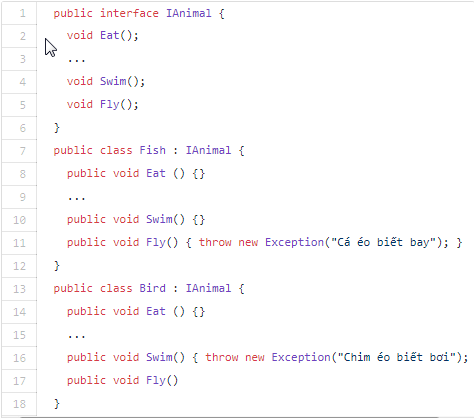 1 public interface IAnimal {
2 void Eat();
3 ...
4 void Swim();
5 void Fly();
6 }
7 public class Fish : IAnimal {
8 public void Eat () {}
9 ...
10 public void Swim() {}
11 public void Fly() { throw new Exception("Cá éo biết bay"); }
12 }
13 public class Bird : IAnimal {
14 public void Eat () {}
15 ...
16 public void Swim() { throw new Exception("Chim éo biết bơi");
17 public void Fly()
18 }